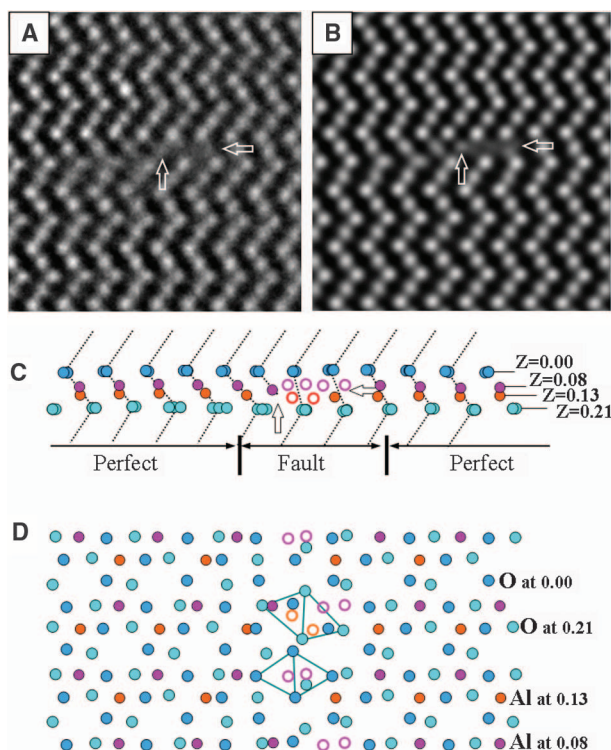 A
B
C
Z=0.00
Z=0.08
Z=0.13
Z=0.21
Perfect
Fault
Perfect
D
O at 0.00
O at 0.21
Al at 0.13
Al at 0.08